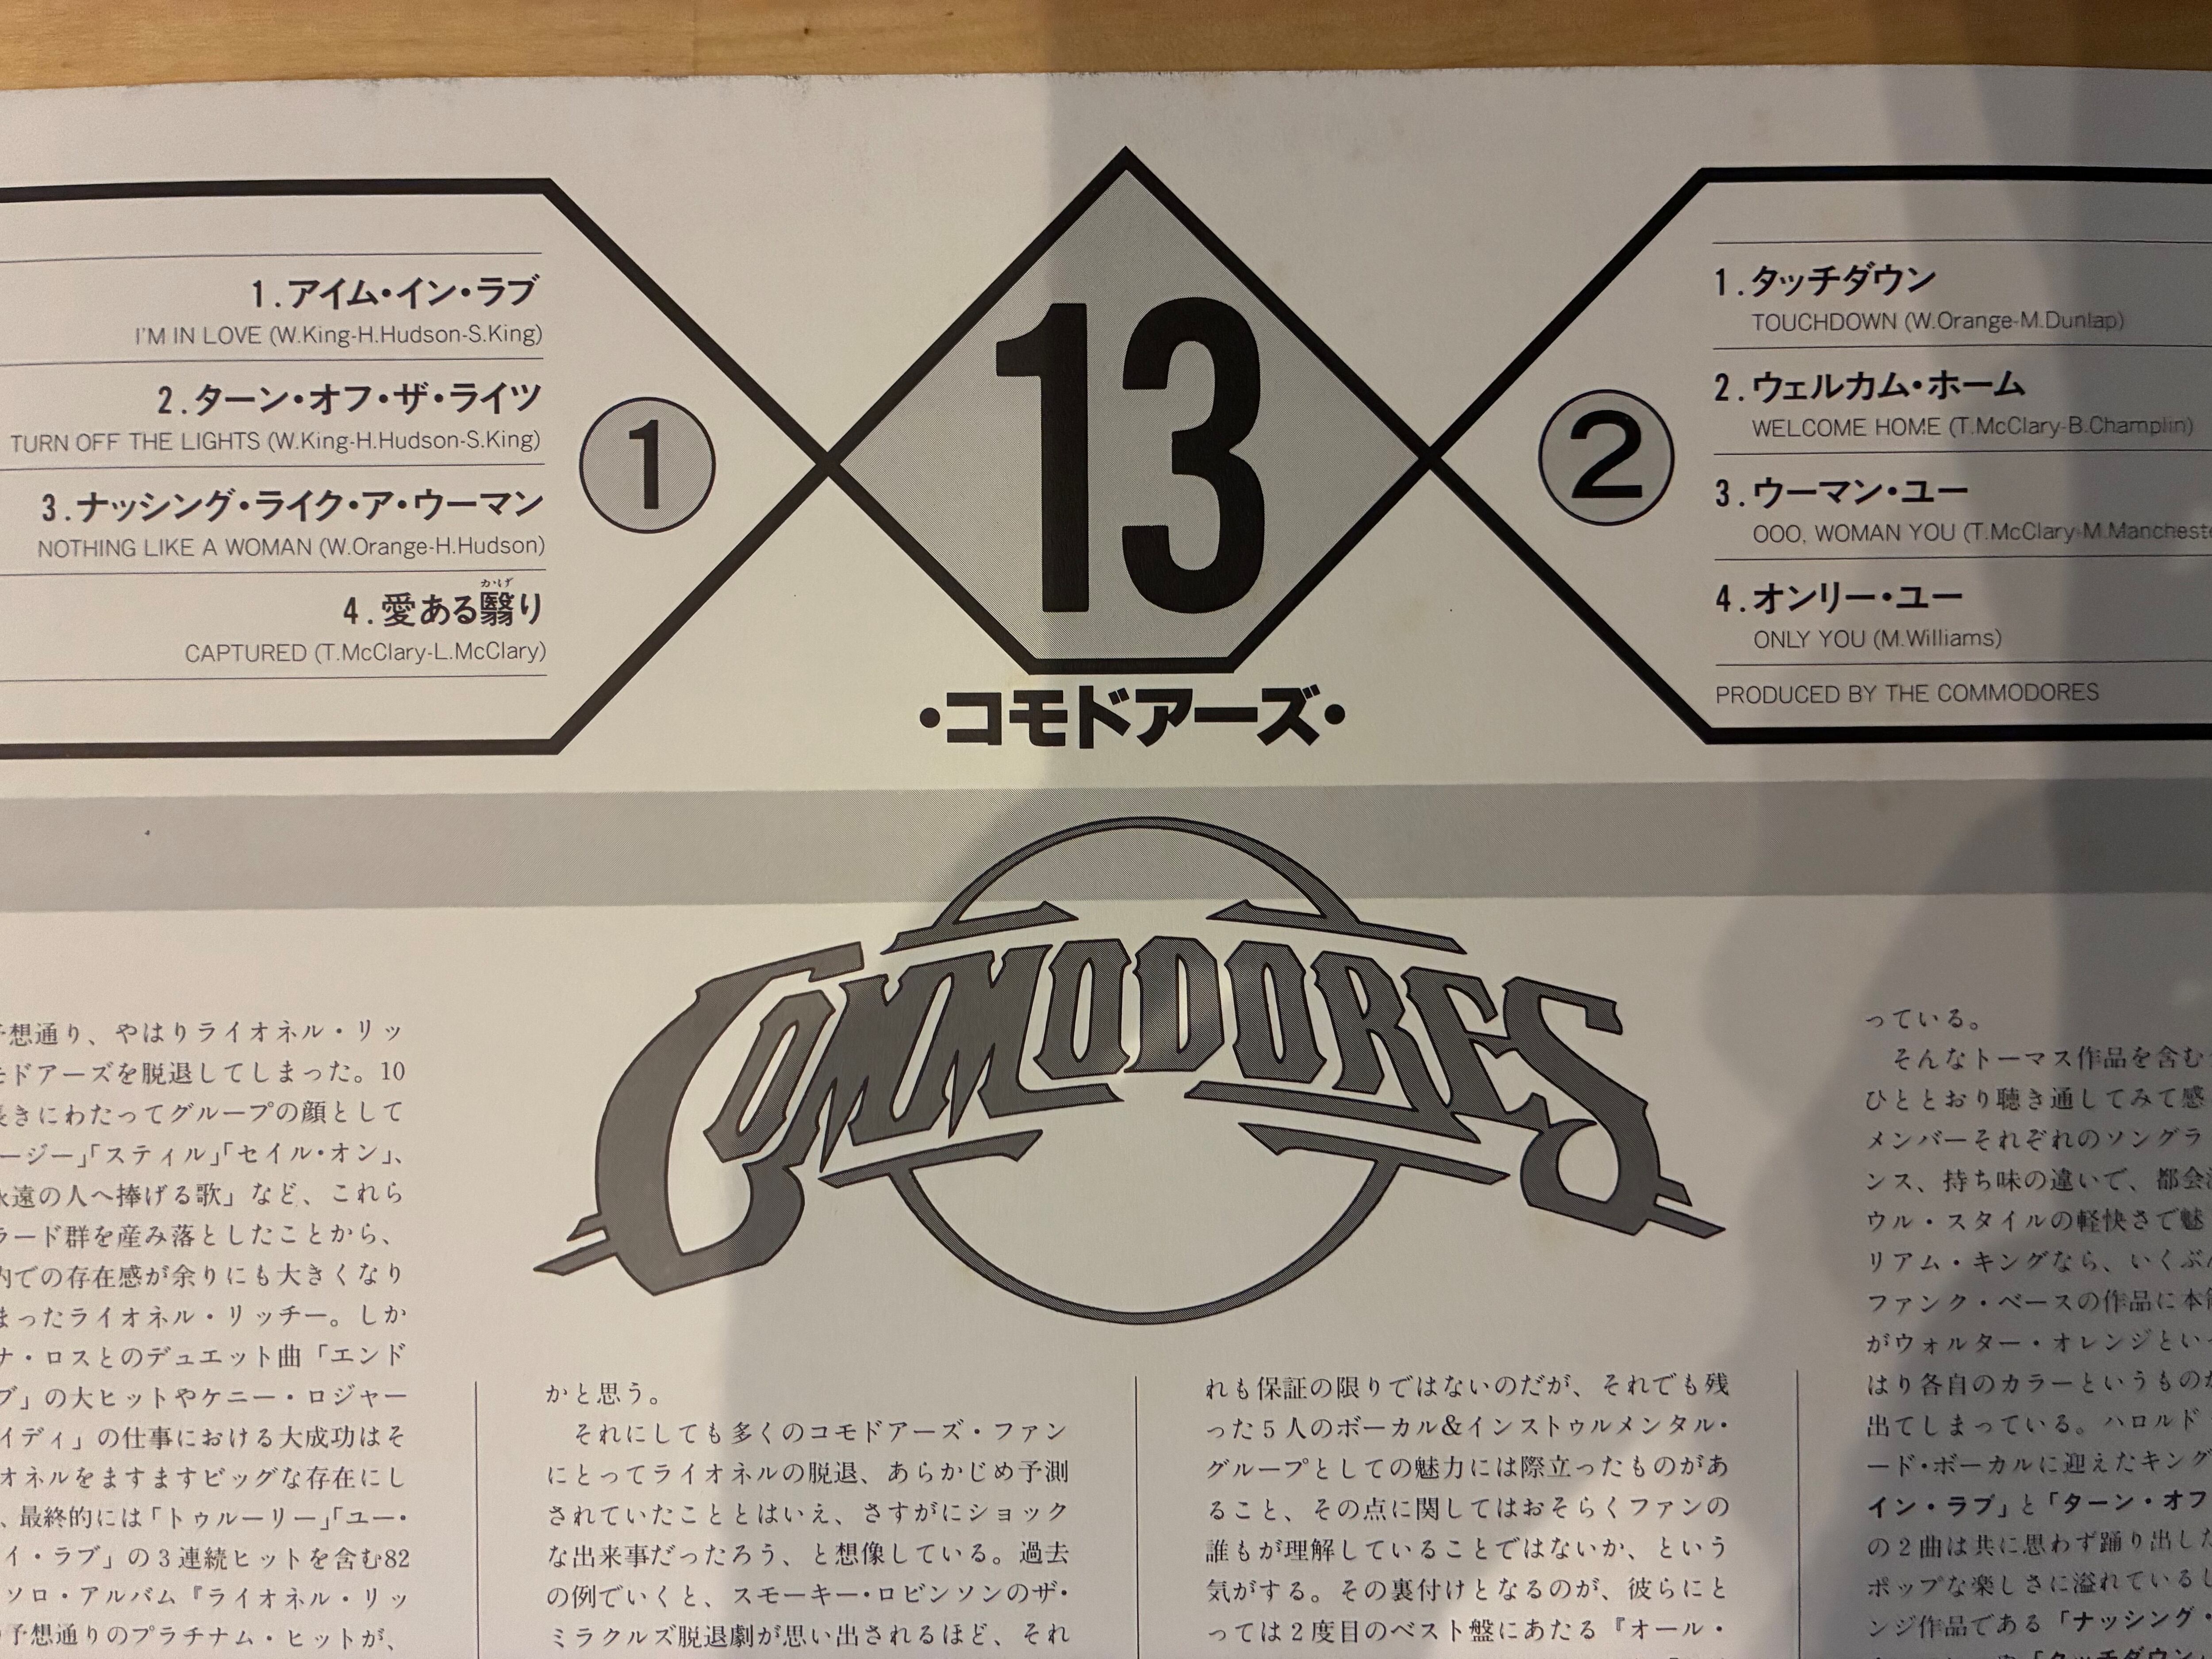 1.アイム・イン・ラブ
I'M IN LOVE (W.King-H.Hudson-S.King)
2.ターン・オフ・ザ・ライツ
TURN OFF THE LIGHTS (W.King-H.Hudson-S.King)
3.ナッシング・ライク・ア・ウーマン
NOTHING LIKE A WOMAN (W.Orange-H.Hudson)
かげ
4.愛ある翳り
CAPTURED (T.McClary-L.McClary)
1
13
・コモドアーズ・
2
1.タッチダウン
TOUCHDOWN (W.Orange-M.Dunlap)
2.ウェルカム・ホーム
WELCOME HOME (T.McClary-B.Champlin)
3.ウーマン・ユー
OOO, WOMAN YOU (T.McClary-M.Mancheste
4.オンリー・ユー
ONLY YOU (M.Williams)
PRODUCED BY THE COMMODORES
COMMODORES
想通り、やはりライオネル・リッ
モドアーズを脱退してしまった。10
長きにわたってグループの顔として
ージー」「スティル」「セイル・オン」、
永遠の人へ捧げる歌」など、これら
ラード群を産み落としたことから、
内での存在感が余りにも大きくなり
まったライオネル・リッチー。しか
ナ・ロスとのデュエット曲「エンド
ブ」の大ヒットやケニー・ロジャー
イディ」の仕事における大成功はそ
オネルをますますビッグな存在にし
、最終的には「トゥルーリー」「ユー・
イ・ラブ」の3連続ヒットを含む82
ソロ・アルバム『ライオネル・リッ
予想通りのプラチナム・ヒットが、
かと思う。
それにしても多くのコモドアーズ・ファン
にとってライオネルの脱退、あらかじめ予測
されていたこととはいえ、さすがにショック
な出来事だったろう、と想像している。過去
の例でいくと、スモーキー・ロビンソンのザ・
ミラクルズ脱退劇が思い出されるほど、それ
れも保証の限りではないのだが、それでも残
った5人のボーカル&インストゥルメンタル・
グループとしての魅力には際立ったものがあ
ること、その点に関してはおそらくファンの
誰もが理解していることではないか、という
気がする。その裏付けとなるのが、彼らにと
っては2度目のベスト盤にあたる『オール・
っている。
そんなトーマス作品を含む
ひととおり聴き通してみて感
メンバーそれぞれのソングラ
ンス、持ち味の違いで、都会
ウル・スタイルの軽快さで魅
リアム・キングなら、いくぶ
ファンク・ベースの作品に本
がウォルター・オレンジとい
はり各自のカラーというもの
出てしまっている。ハロルド
ード・ボーカルに迎えたキング
イン・ラブ」と「ターン・オフ
の2曲は共に思わず踊り出した
ポップな楽しさに溢れているし
ンジ作品である「ナッシング・
「タッチダウン